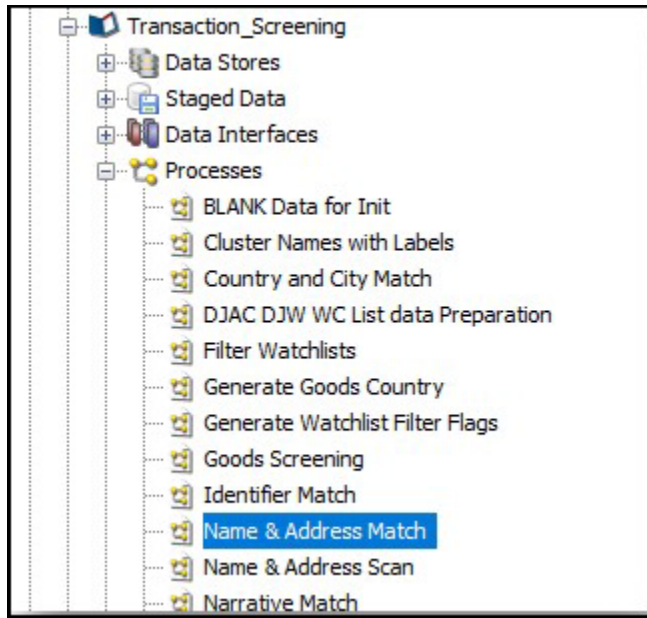 Transaction_Screening
Data Stores
Staged Data
Data Interfaces
Processes
BLANK Data for Init
Cluster Names with Labels
Country and City Match
DJAC DJW WC List data Preparation
Filter Watchlists
Generate Goods Country
Generate Watchlist Filter Flags
Goods Screening
Identifier Match
Name & Address Match
Name & Address Scan
Narrative Match